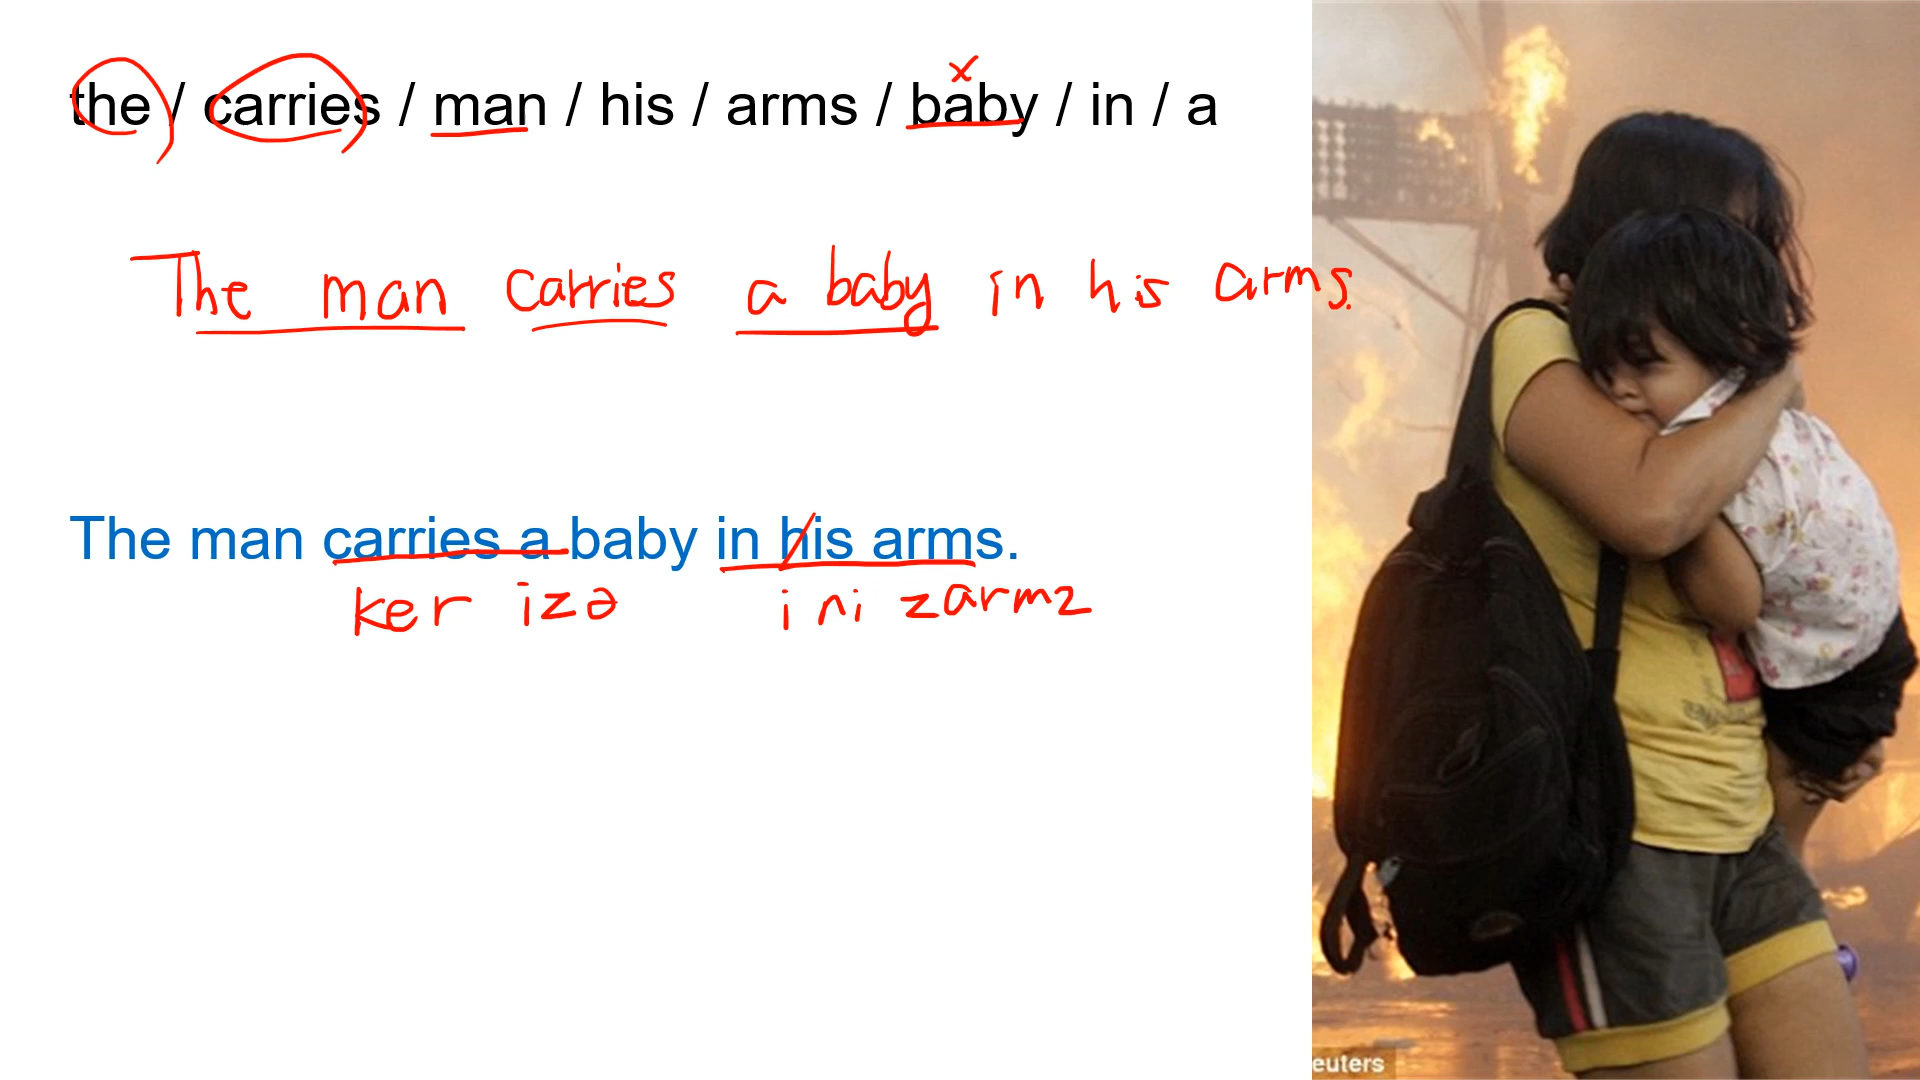 the / carries / man / his / arms / baby / in / a
The man carries a baby in his arms.
The man carries a baby in his arms.
ker izə ini zarmz
euters